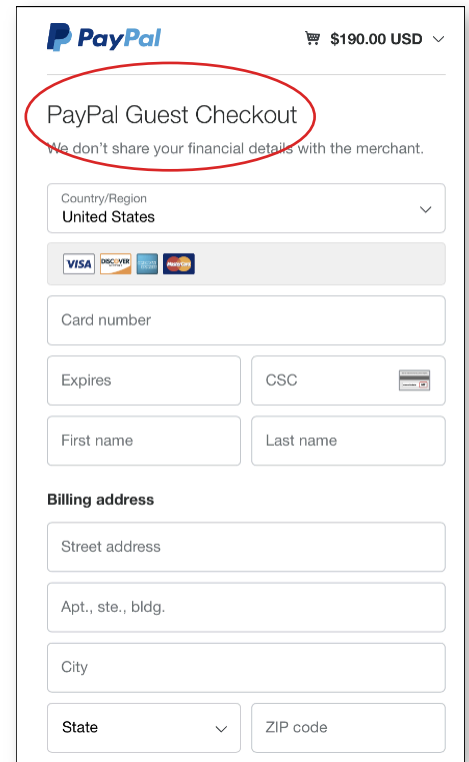 PayPal
$190.00 USD
PayPal Guest Checkout
We don't share your financial details with the merchant.
Country/Region
United States
VISA DISCOVER MasterCard
Card number
Expires
CSC
First name
Last name
Billing address
Street address
Apt., ste., bldg.
City
State
ZIP code